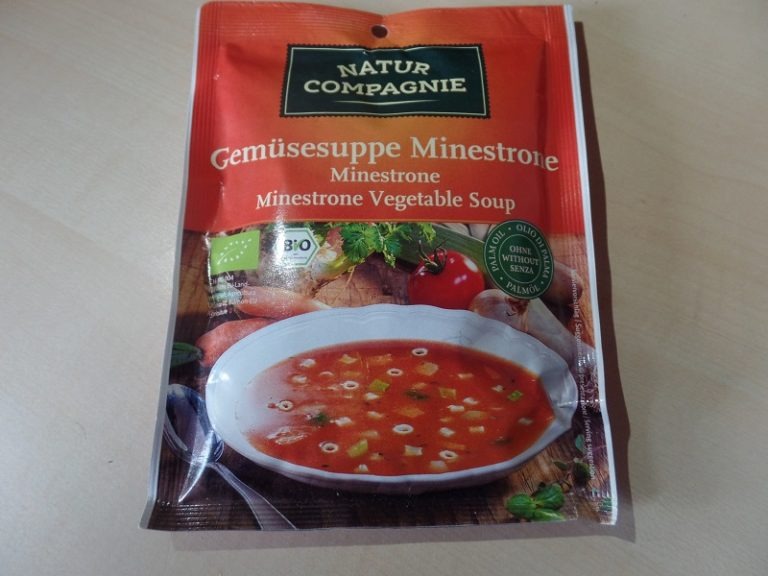 NATUR
COMPAGNIE
Gemüsesuppe Minestrone
Minestrone
Minestrone Vegetable Soup
BIO
PALM OIL • OLIO DI PALMA • PALMÖL
OHNE
WITHOUT
SENZA